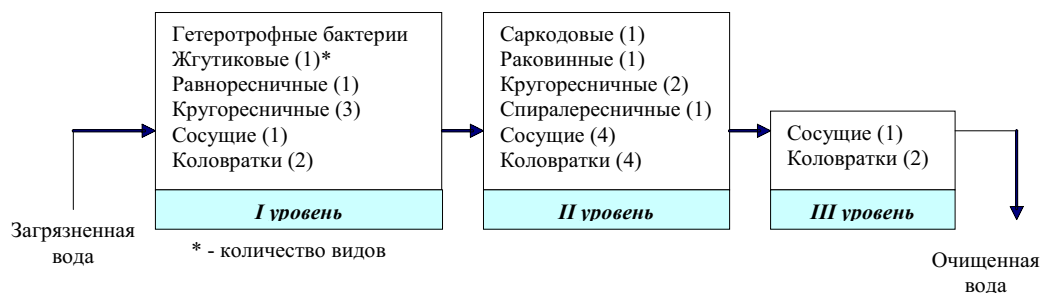 Гетеротрофные бактерии
Жгутиковые (1)*
Равноресничные (1)
Кругоресничные (3)
Сосущие (1)
Коловратки (2)
I уровень
Саркодовые (1)
Раковинные (1)
Кругоресничные (2)
Спиралересничные (1)
Сосущие (4)
Коловратки (4)
II уровень
Сосущие (1)
Коловратки (2)
III уровень
Загрязненная
вода
* - количество видов
Очищенная
вода